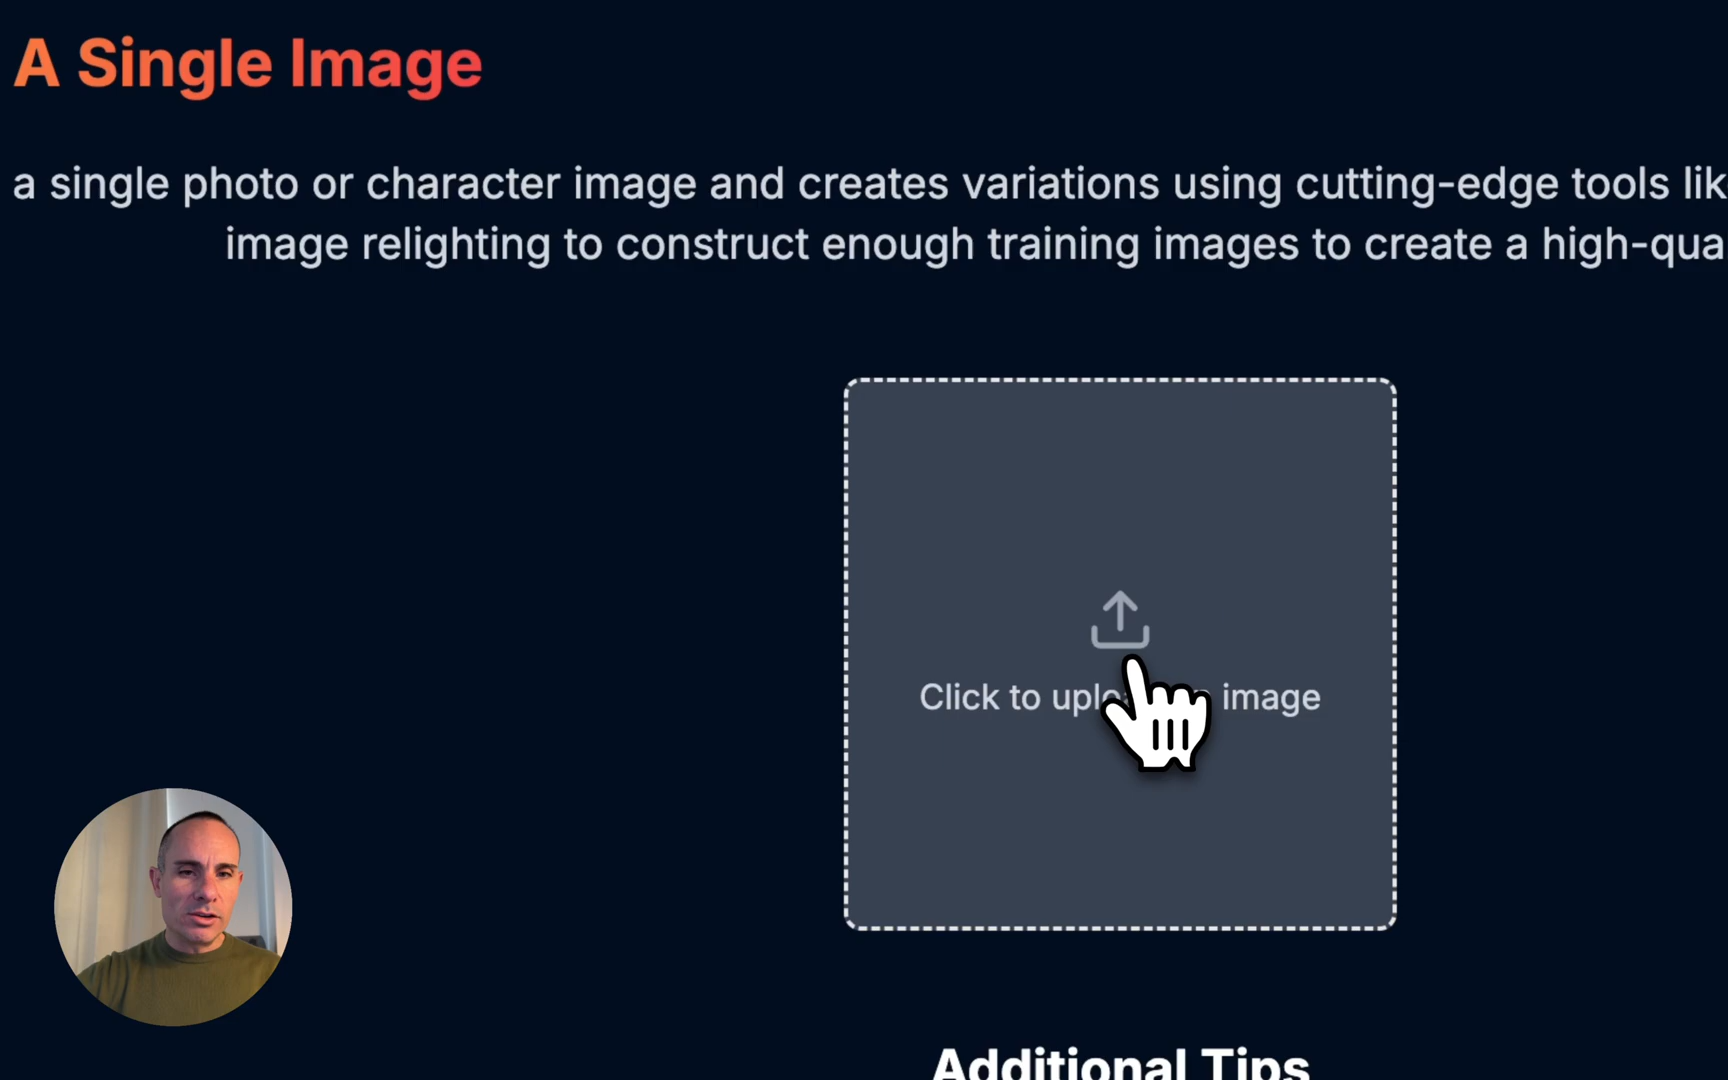 A Single Image
a single photo or character image and creates variations using cutting-edge tools lik
image relighting to construct enough training images to create a high-qua
Click to image
Additional Tips